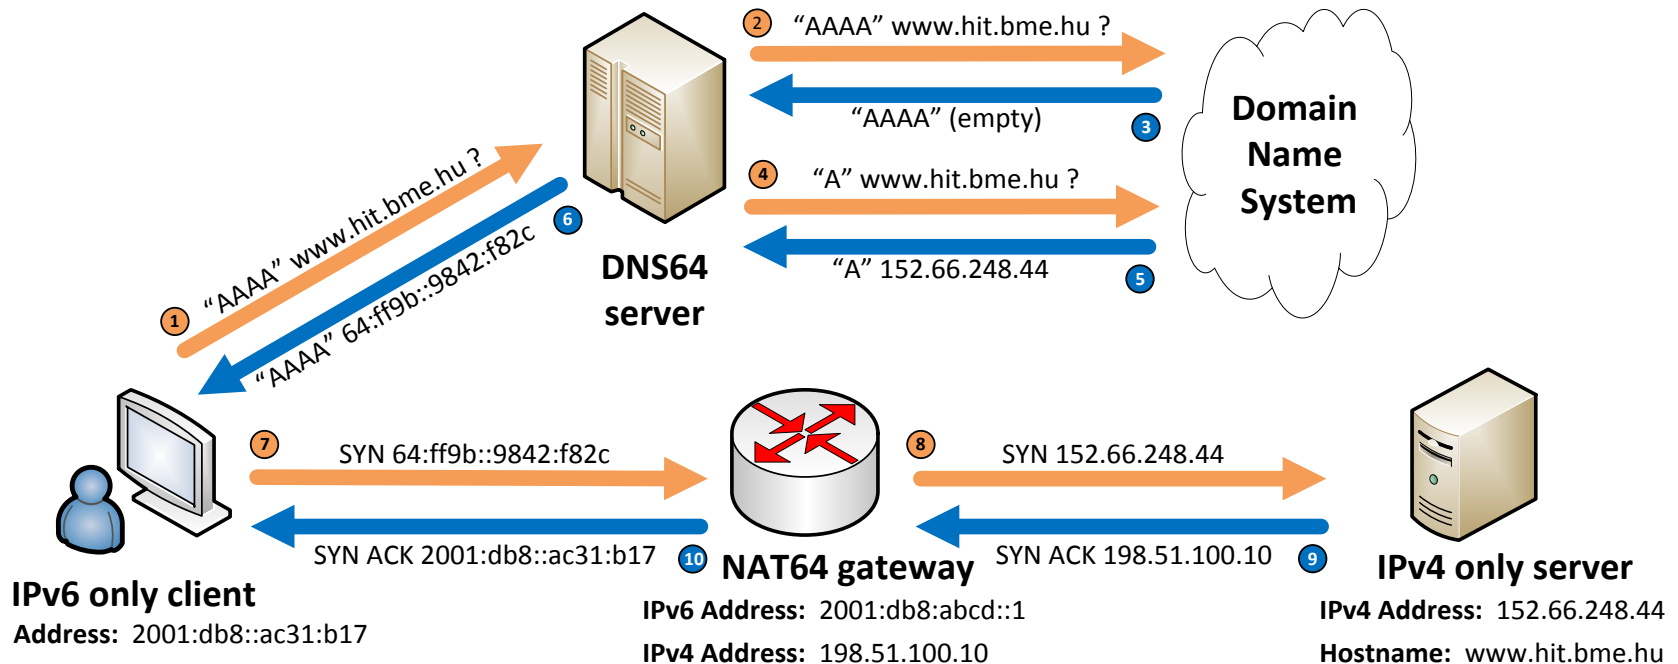 2 “AAAA” www.hit.bme.hu ?
“AAAA” (empty) 3
4 “A” www.hit.bme.hu ?
“A” 152.66.248.44 5
Domain
Name
System
DNS64
server
1 “AAAA” www.hit.bme.hu ?
6
“AAAA” 64:ff9b::9842:f82c
7 SYN 64:ff9b::9842:f82c
SYN ACK 2001:db8::ac31:b17 10
8 SYN 152.66.248.44
SYN ACK 198.51.100.10 9
IPv6 only client
Address: 2001:db8::ac31:b17
NAT64 gateway
IPv6 Address: 2001:db8:abcd::1
IPv4 Address: 198.51.100.10
IPv4 only server
IPv4 Address: 152.66.248.44
Hostname: www.hit.bme.hu